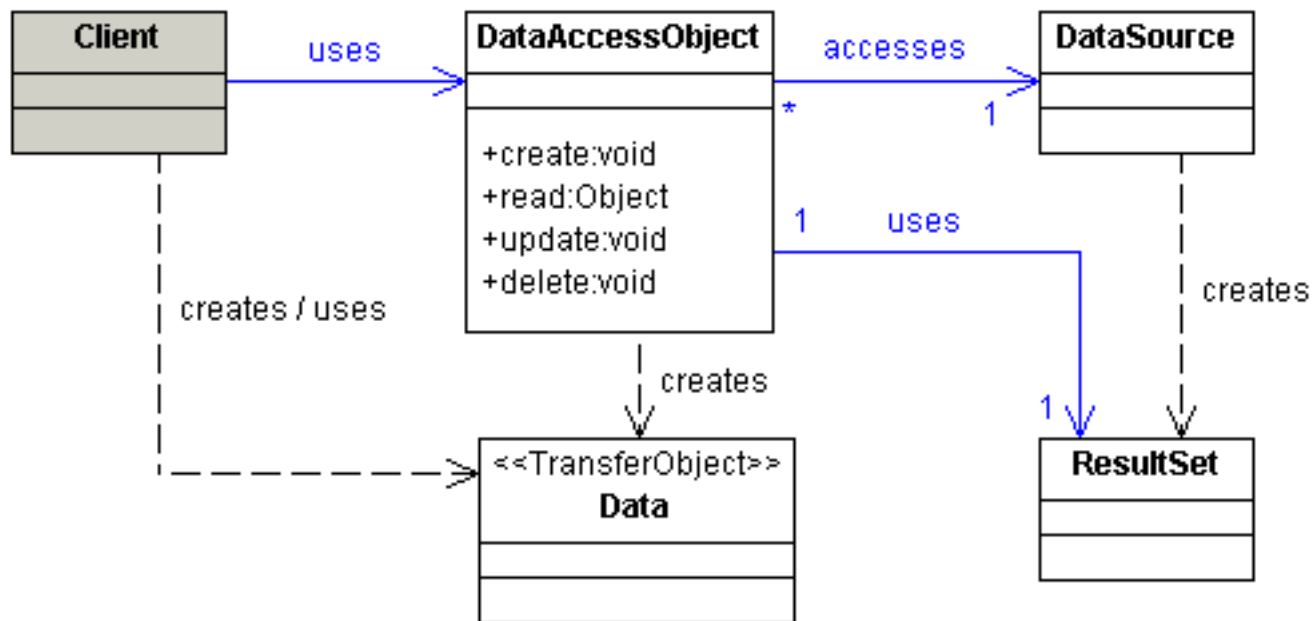 Client
uses
DataAccessObject
accesses
DataSource
*
1
+create:void
+read:Object
+update:void
+delete:void
1
uses
creates
creates / uses
creates
1
<<TransferObject>>
Data
ResultSet